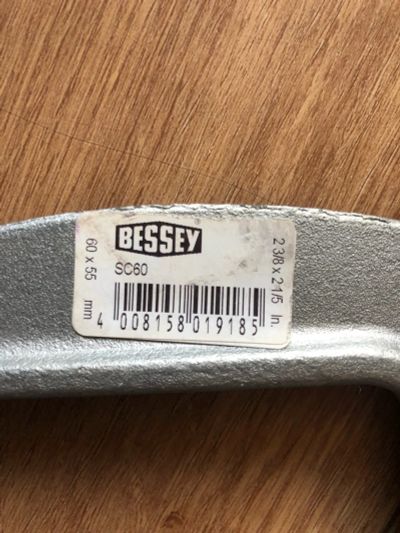 BESSEY
SC60
60 x 55 mm
2 3/8 x 2 1/5 In.
4 008158 019185